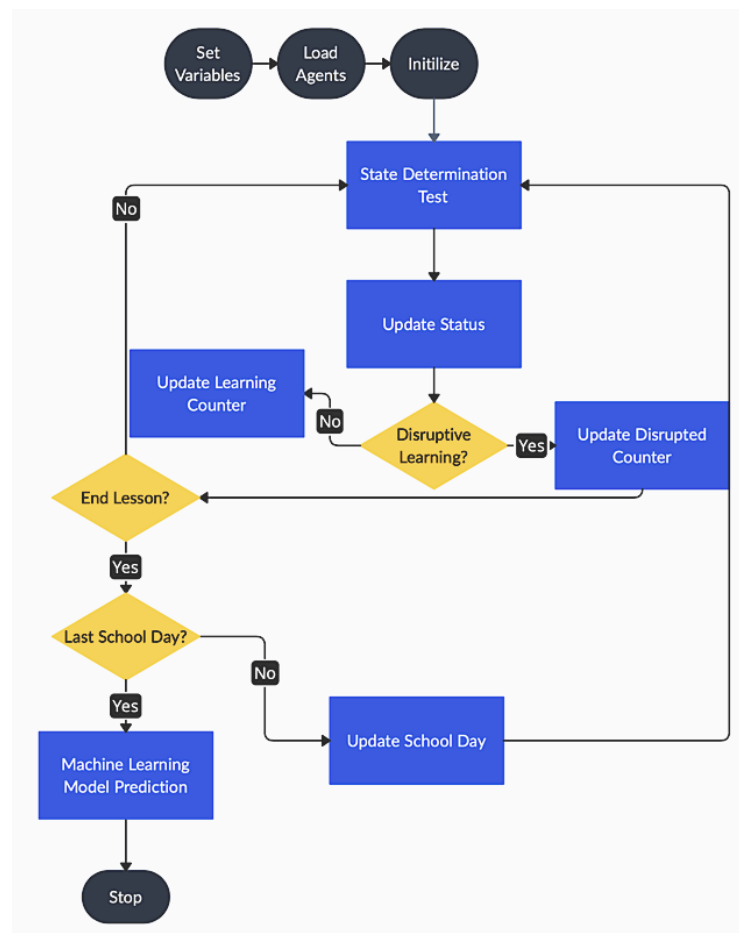 Set
Variables
Load
Agents
Initilize
State Determination
Test
No
Update Status
Update Learning
Counter
No
Disruptive
Learning?
Yes
Update Disrupted
Counter
End Lesson?
Yes
Last School Day?
No
Yes
Update School Day
Machine Learning
Model Prediction
Stop